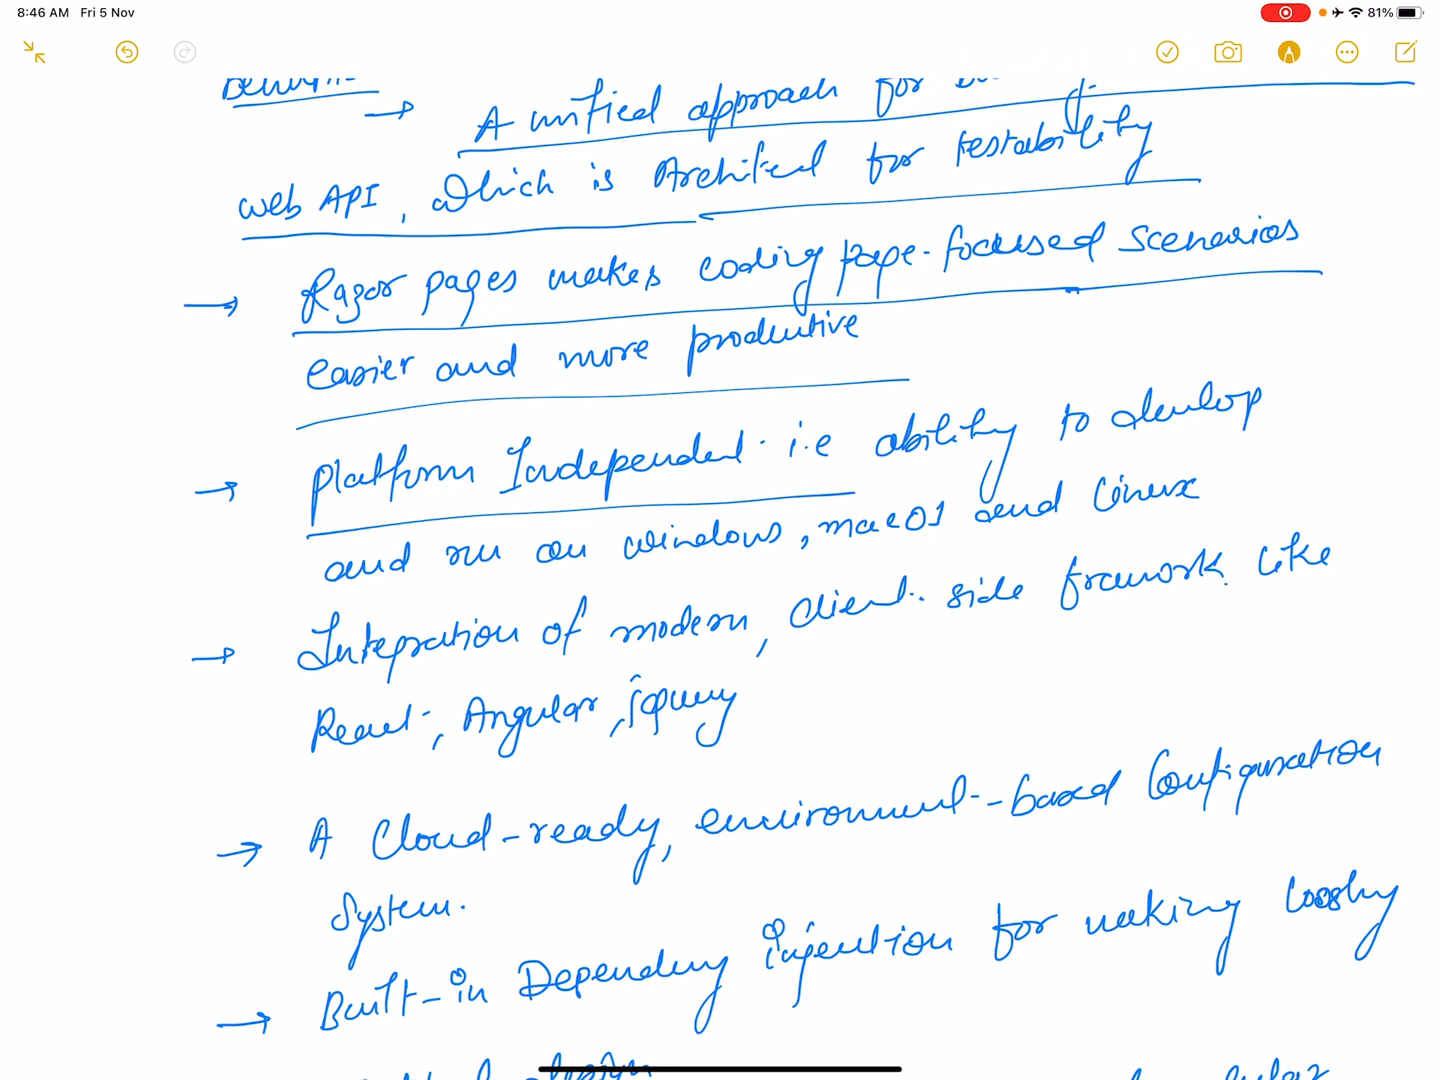 8:46 AM Fri 5 Nov 81%
A unified approach for
web API, which is Architected for testability
→ Razor pages makes coding page-focused scenarios
easier and more productive
→ Platform Independent. i.e ability to develop
and run on windows, macOS and Linux
→ Integration of modern, client-side framwork like
React, Angular, jquery
→ A Cloud-ready, environment-based Configuration
System.
→ Built-in Dependency injection for making loosly
design